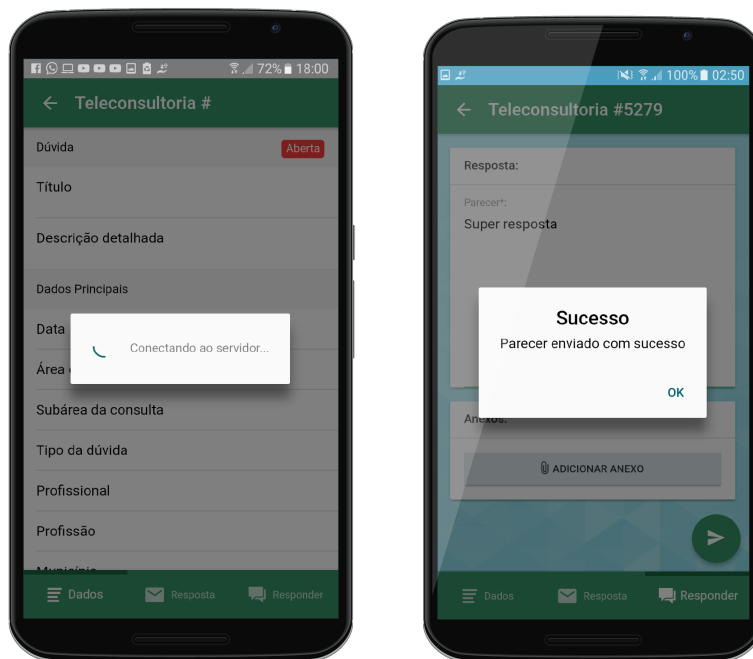 72% 18:00
Teleconsultoria #
Dúvida
Aberta
Título
Descrição detalhada
Dados Principais
Data
Área
Conectando ao servidor...
Subárea da consulta
Tipo da dúvida
Profissional
Profissão
Município
Dados
Resposta
Responder
100% 02:50
Teleconsultoria #5279
Resposta:
Parecer*:
Super resposta
Sucesso
Parecer enviado com sucesso
OK
Anexos:
ADICIONAR ANEXO
Dados
Resposta
Responder